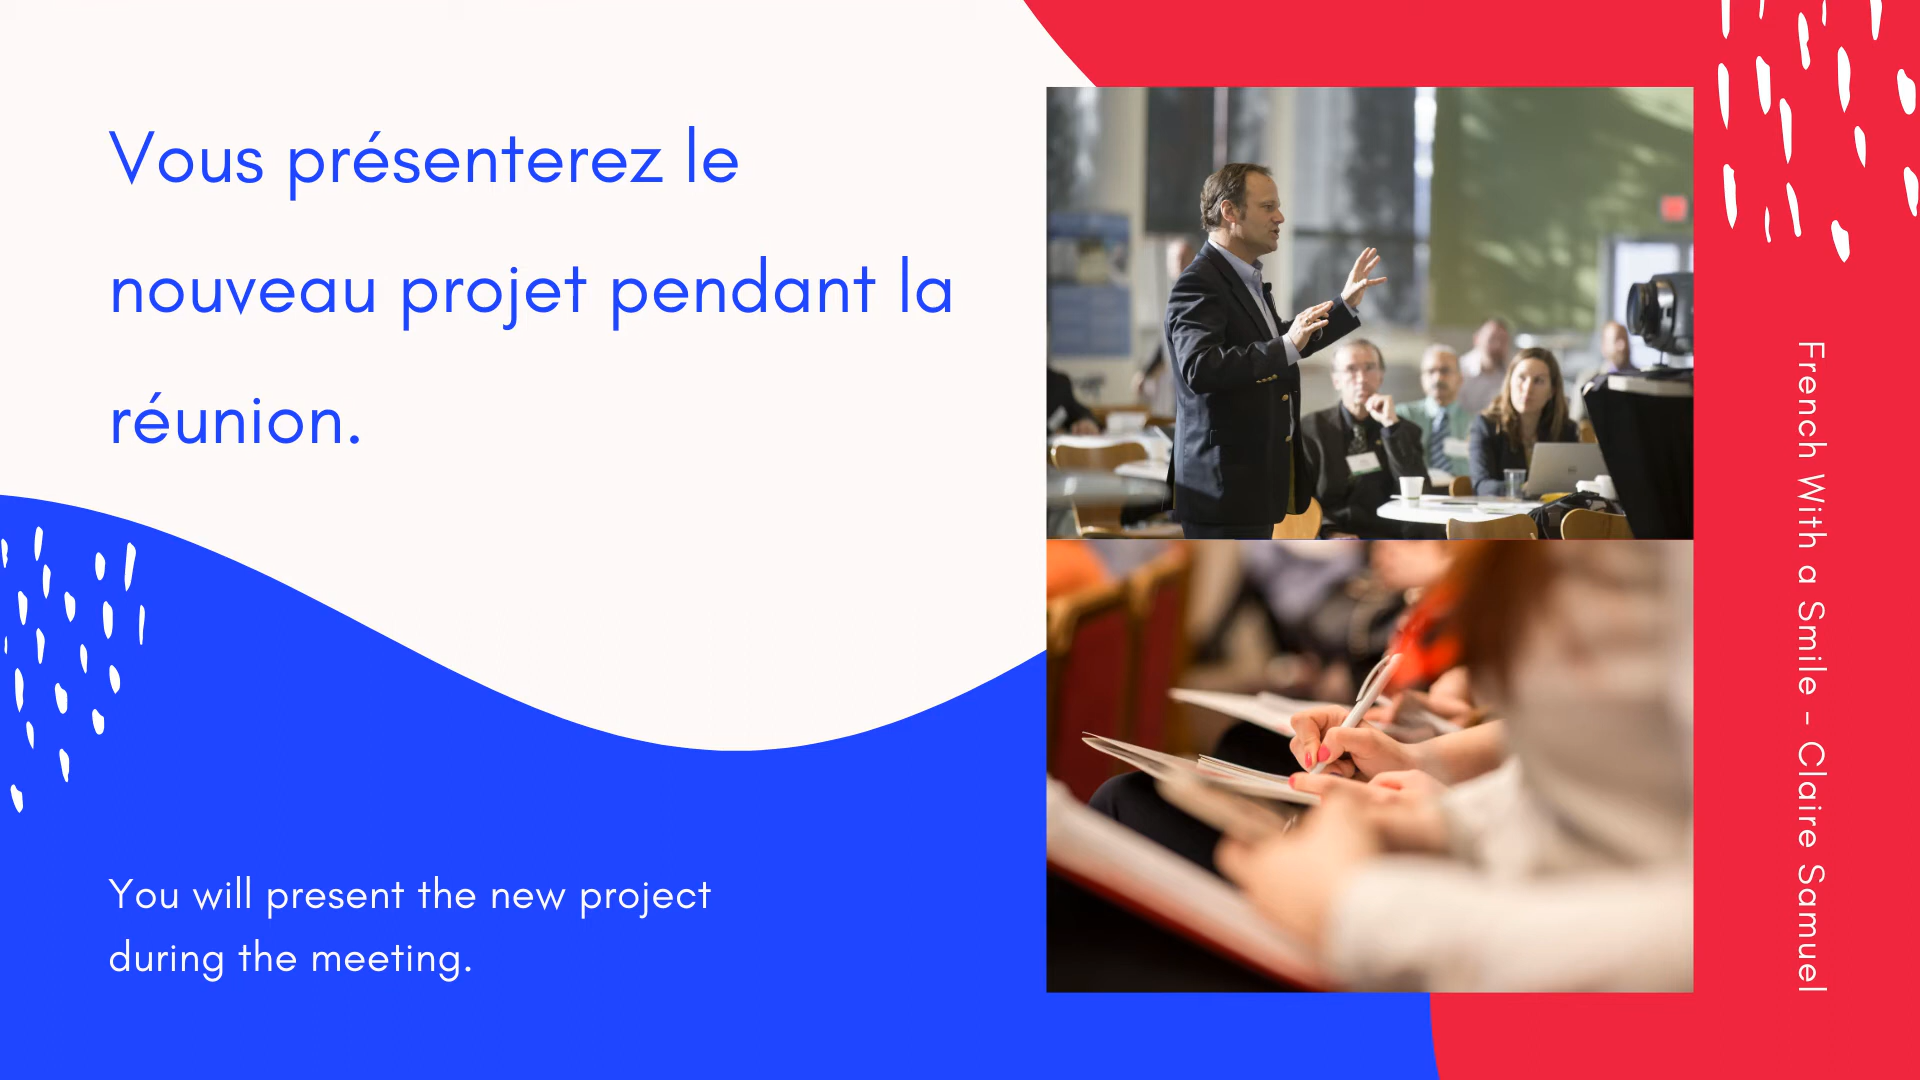 Vous présenterez le
nouveau projet pendant la
réunion.
You will present the new project
during the meeting.
French With a Smile – Claire Samuel